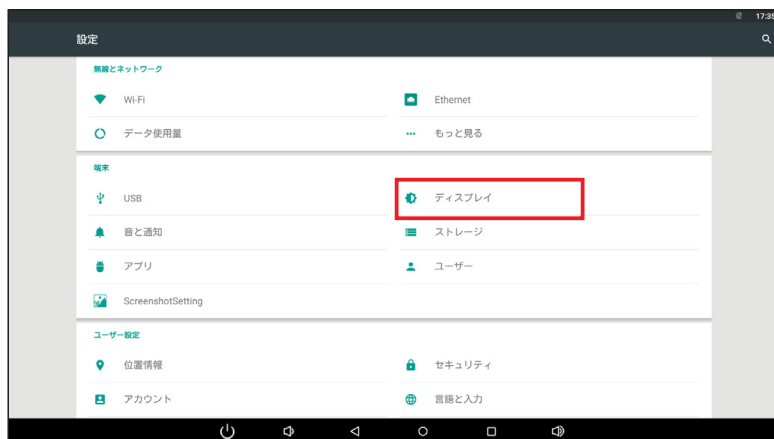 17:35
設定
無線とネットワーク
Wi-Fi
Ethernet
データ使用量
もっと見る
端末
USB
ディスプレイ
音と通知
ストレージ
アプリ
ユーザー
ScreenshotSetting
ユーザー設定
位置情報
セキュリティ
アカウント
言語と入力